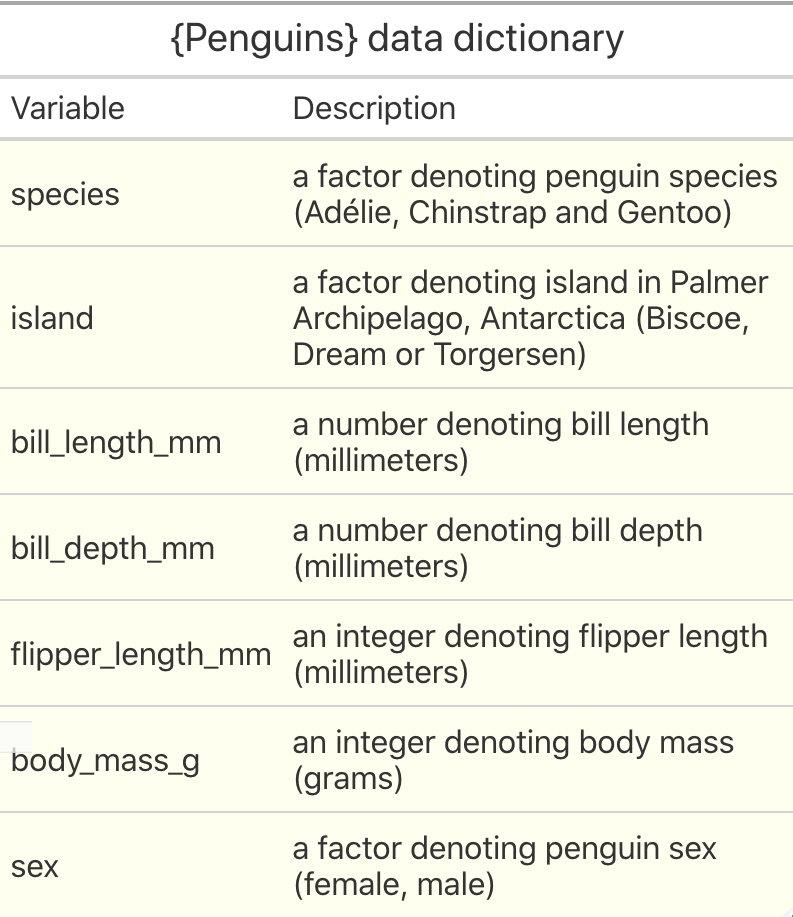 {Penguins} data dictionary
Variable Description
species a factor denoting penguin species
(Adélie, Chinstrap and Gentoo)
island a factor denoting island in Palmer
Archipelago, Antarctica (Biscoe,
Dream or Torgersen)
bill_length_mm a number denoting bill length
(millimeters)
bill_depth_mm a number denoting bill depth
(millimeters)
flipper_length_mm an integer denoting flipper length
(millimeters)
body_mass_g an integer denoting body mass
(grams)
sex a factor denoting penguin sex
(female, male)